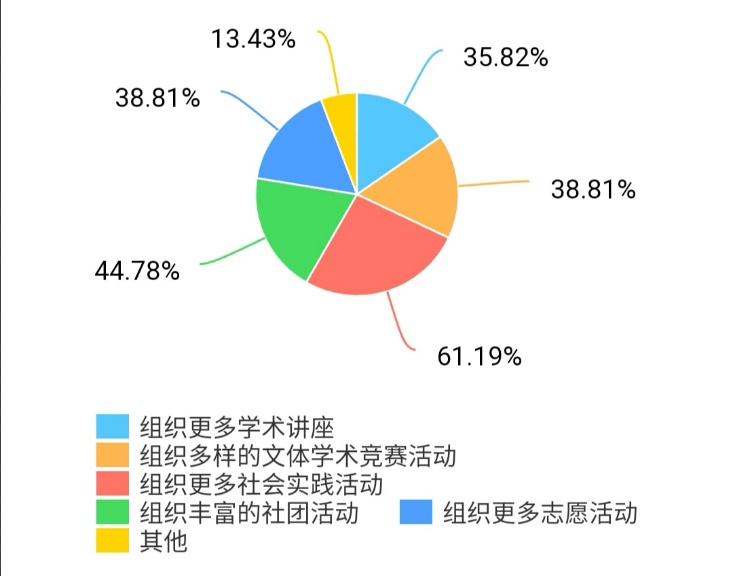 13.43%
35.82%
38.81%
38.81%
44.78%
61.19%
组织更多学术讲座
组织多样的文体学术竞赛活动
组织更多社会实践活动
组织丰富的社团活动 组织更多志愿活动
其他